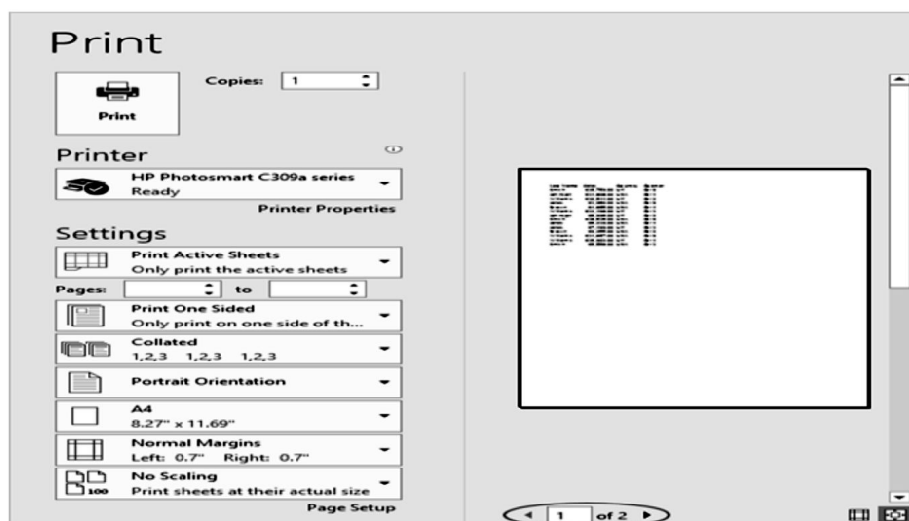 Print
Copies: 1
Print
Printer
HP Photosmart C309a series
Ready
Printer Properties
Settings
Print Active Sheets
Only print the active sheets
Pages: to
Print One Sided
Only print on one side of th...
Collated
1,2,3 1,2,3 1,2,3
Portrait Orientation
A4
8.27" x 11.69"
Normal Margins
Left: 0.7" Right: 0.7"
No Scaling
100
Print sheets at their actual size
Page Setup
1 of 2